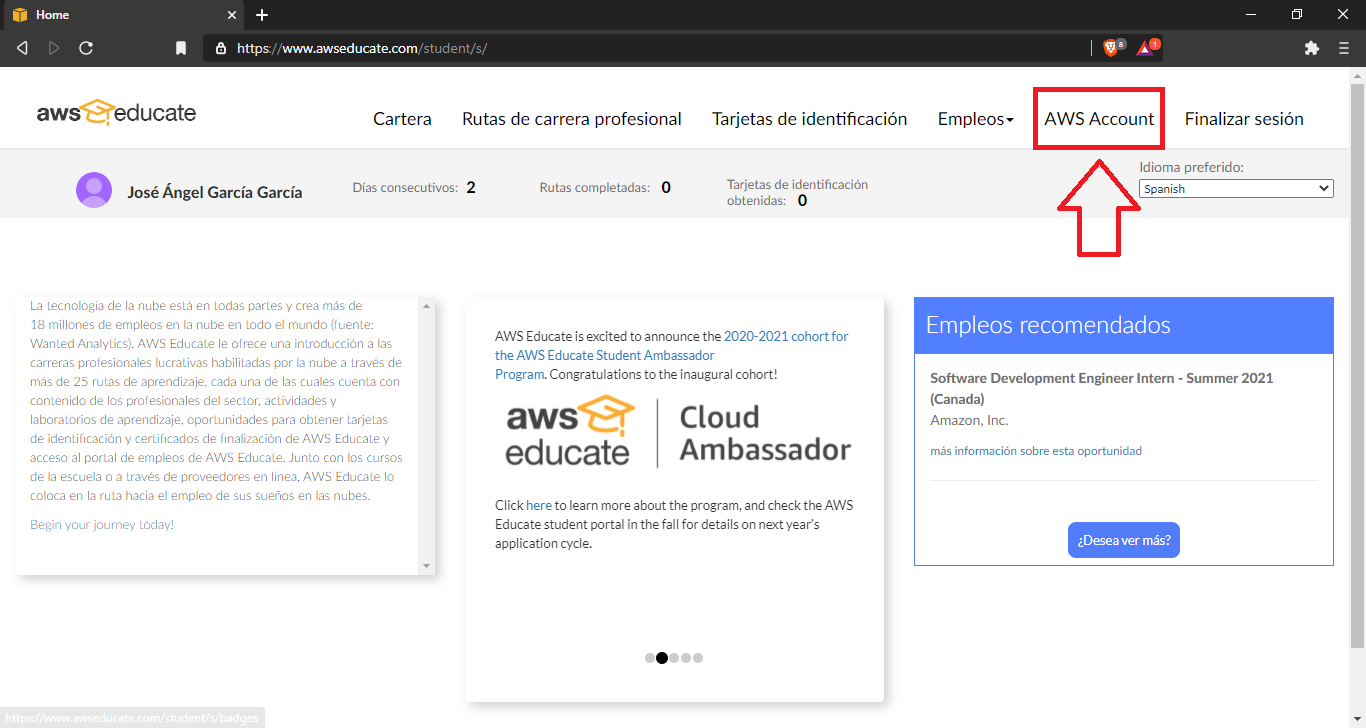 Home
https://www.awseducate.com/student/s/
8
1
aws educate
Cartera
Rutas de carrera profesional
Tarjetas de identificación
Empleos
AWS Account
Finalizar sesión
José Ángel García García
Días consecutivos: 2
Rutas completadas: 0
Tarjetas de identificación
obtenidas: 0
Idioma preferido:
Spanish
La tecnología de la nube está en todas partes y crea más de
18 millones de empleos en la nube en todo el mundo (fuente:
Wanted Analytics). AWS Educate le ofrece una introducción a las
carreras profesionales lucrativas habilitadas por la nube a través de
más de 25 rutas de aprendizaje, cada una de las cuales cuenta con
contenido de los profesionales del sector, actividades y
laboratorios de aprendizaje, oportunidades para obtener tarjetas
de identificación y certificados de finalización de AWS Educate y
acceso al portal de empleos de AWS Educate. Junto con los cursos
de la escuela o a través de proveedores en línea, AWS Educate lo
coloca en la ruta hacia el empleo de sus sueños en las nubes.
Begin your journey today!
AWS Educate is excited to announce the 2020-2021 cohort for
the AWS Educate Student Ambassador
Program. Congratulations to the inaugural cohort!
aws
educate
Cloud
Ambassador
Click here to learn more about the program, and check the AWS
Educate student portal in the fall for details on next year's
application cycle.
Empleos recomendados
Software Development Engineer Intern - Summer 2021
(Canada)
Amazon, Inc.
más información sobre esta oportunidad
¿Desea ver más?
https://www.awseducate.com/student/s/badges